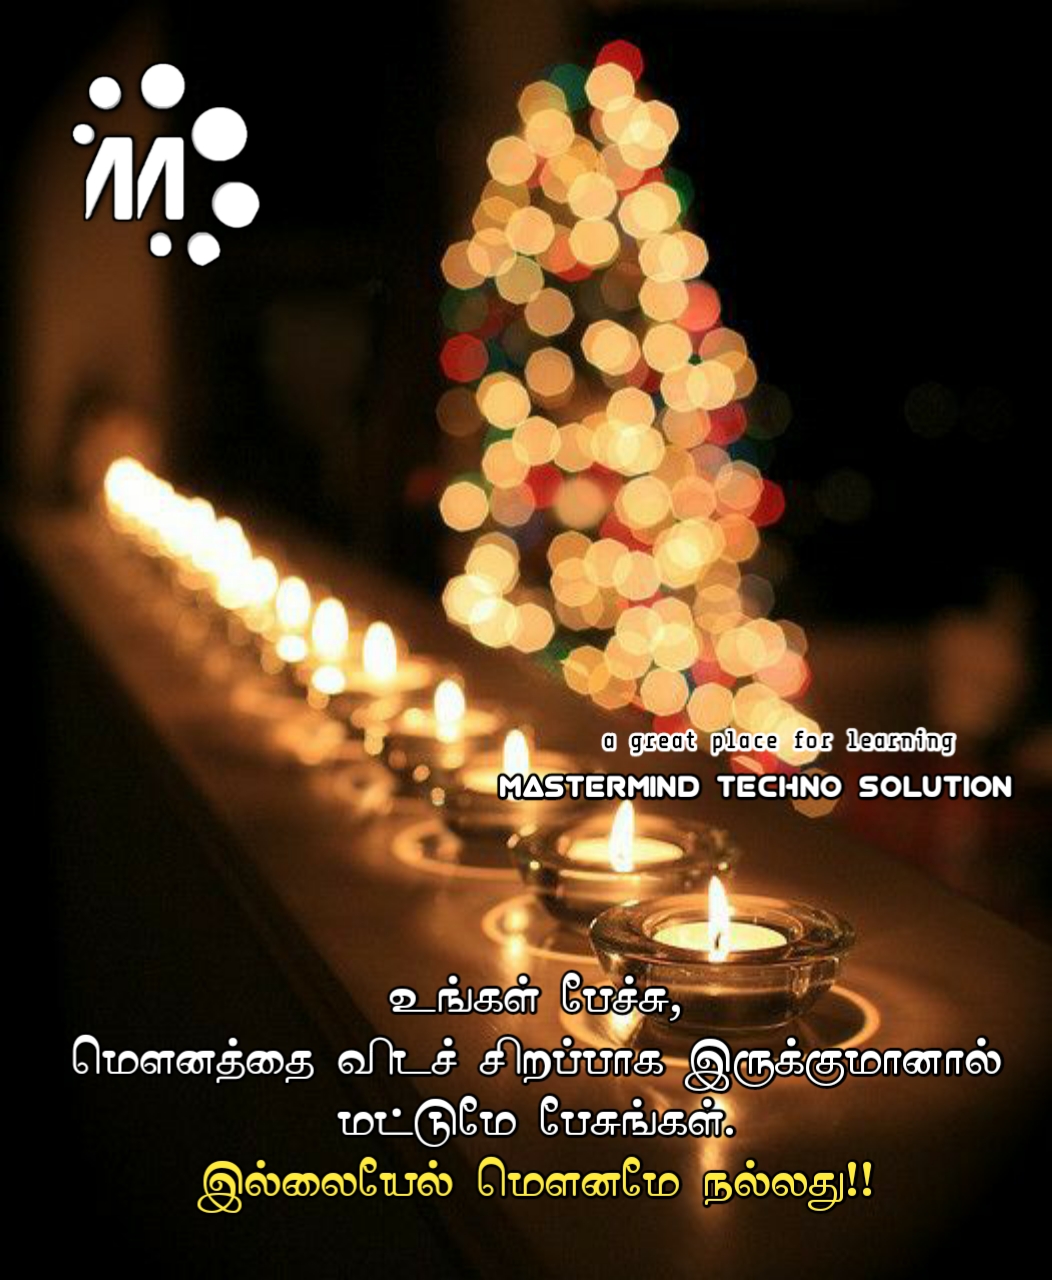 M
a great place for learning
MASTERMIND TECHNO SOLUTION
உங்கள் பேச்சு,
மௌனத்தை விடச் சிறப்பாக இருக்குமானால்
மட்டுமே பேசுங்கள்.
இல்லையேல் மௌனமே நல்லது!!